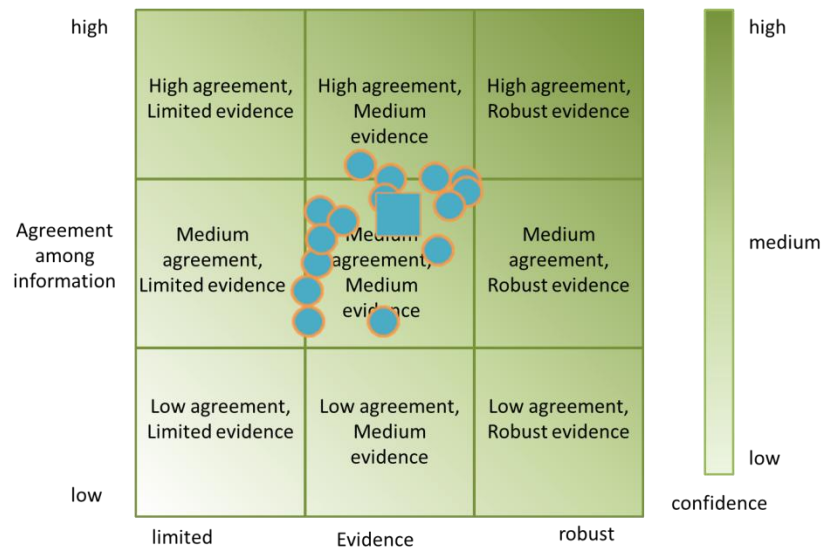 high
High agreement,
Limited evidence
High agreement,
Medium
evidence
High agreement,
Robust evidence
high
Agreement
among
information
Medium
agreement,
Limited evidence
Medium
agreement,
Medium
evidence
Medium
agreement,
Robust evidence
medium
Low agreement,
Limited evidence
Low agreement,
Medium
evidence
Low agreement,
Robust evidence
low
low
confidence
limited
Evidence
robust